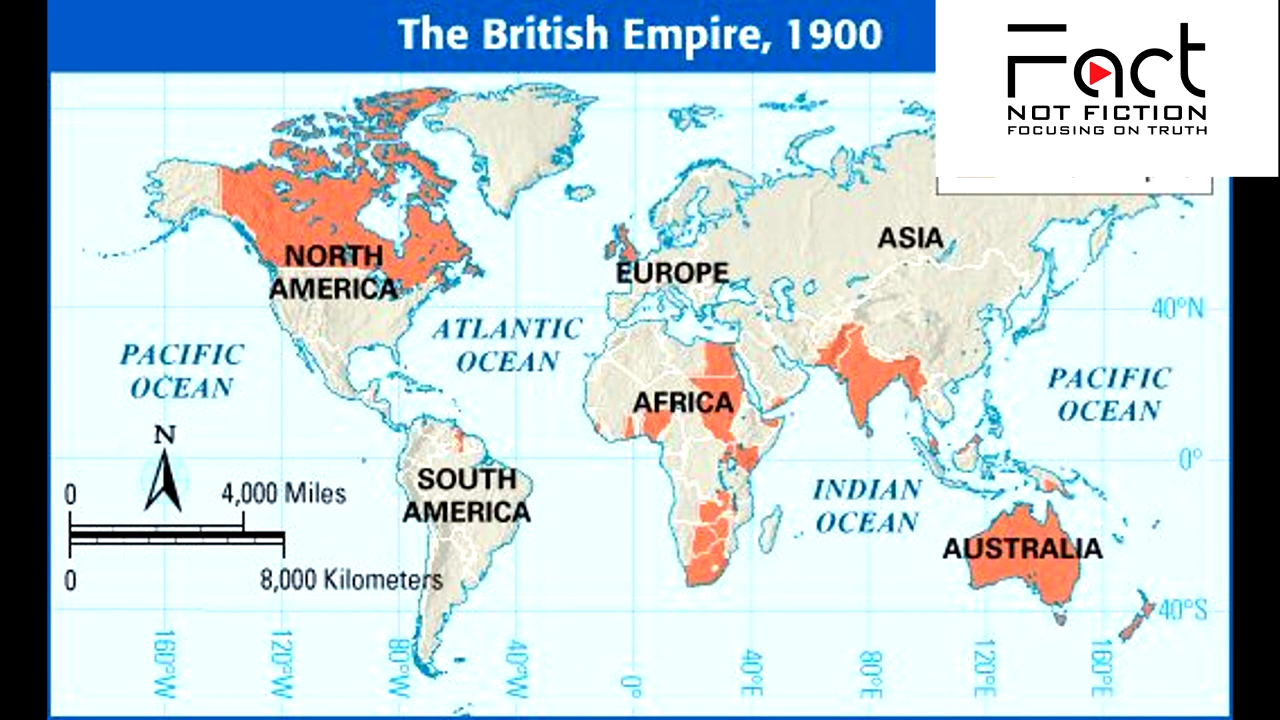 The British Empire, 1900
Fact
NOT FICTION
FOCUSING ON TRUTH
NORTH
AMERICA
EUROPE
ASIA
40°N
ATLANTIC
OCEAN
PACIFIC
OCEAN
PACIFIC
OCEAN
AFRICA
N
0°
SOUTH
AMERICA
INDIAN
OCEAN
0
4,000 Miles
AUSTRALIA
0
8,000 Kilometers
40°S
160°W
120°W
80°W
40°W
0°
40°E
80°E
120°E
160°E